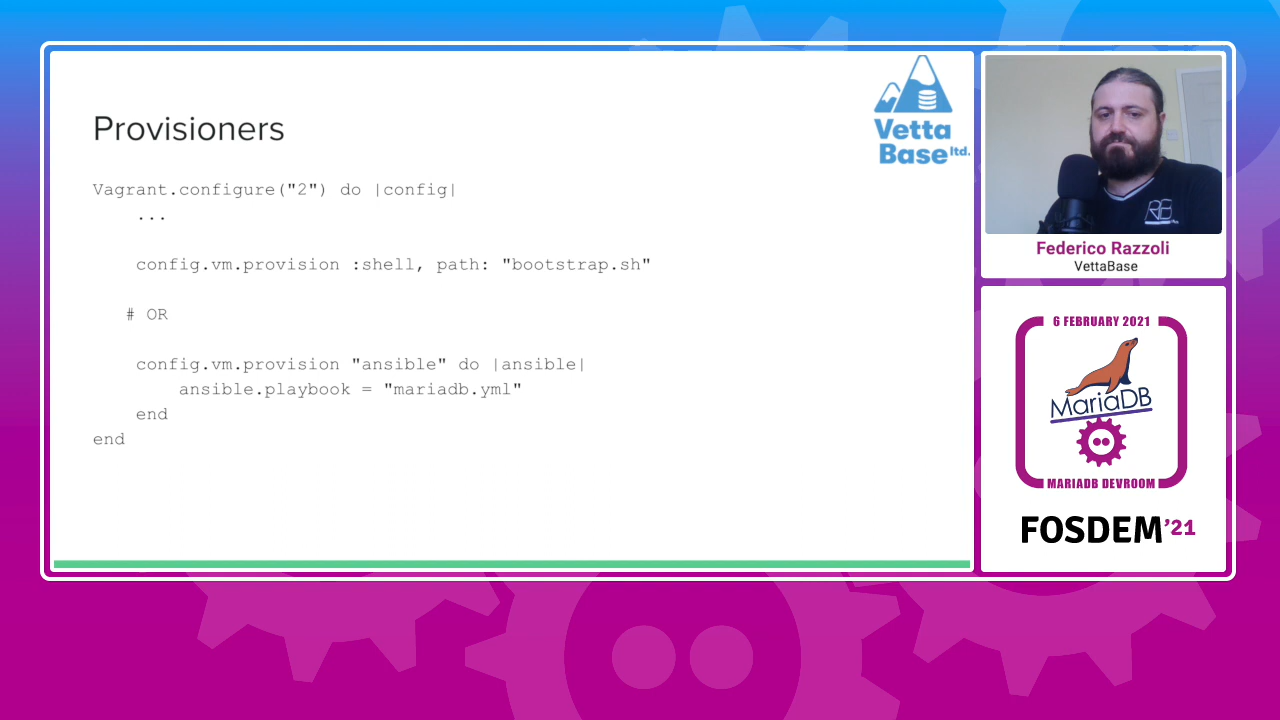 Provisioners
Vagrant.configure("2") do |config|
...
config.vm.provision :shell, path: "bootstrap.sh"
# OR
config.vm.provision "ansible" do |ansible|
ansible.playbook = "mariadb.yml"
end
end
Vetta
Base ltd.
Federico Razzoli
VettaBase
6 FEBRUARY 2021
MariaDB
MARIADB DEVROOM
FOSDEM'21